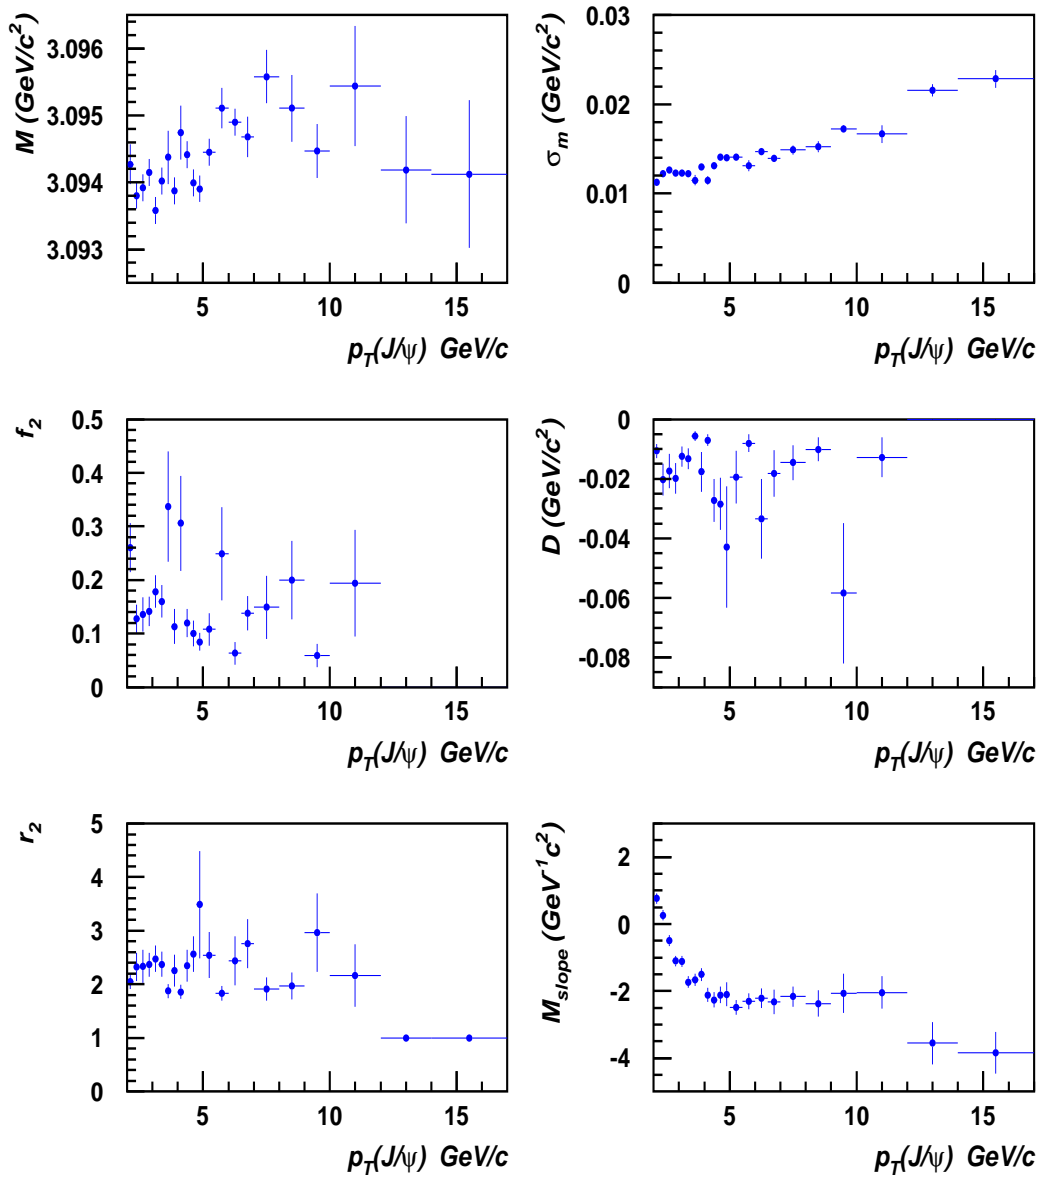 M (GeV/c²)
3.096
3.095
3.094
3.093
5 10 15
p_T(J/ψ) GeV/c
σ_m (GeV/c²)
0.03
0.02
0.01
0
5 10 15
p_T(J/ψ) GeV/c
f₂
0.5
0.4
0.3
0.2
0.1
0
5 10 15
p_T(J/ψ) GeV/c
D (GeV/c²)
0
-0.02
-0.04
-0.06
-0.08
5 10 15
p_T(J/ψ) GeV/c
r₂
5
4
3
2
1
0
5 10 15
p_T(J/ψ) GeV/c
M_slope (GeV⁻¹c²)
2
0
-2
-4
5 10 15
p_T(J/ψ) GeV/c